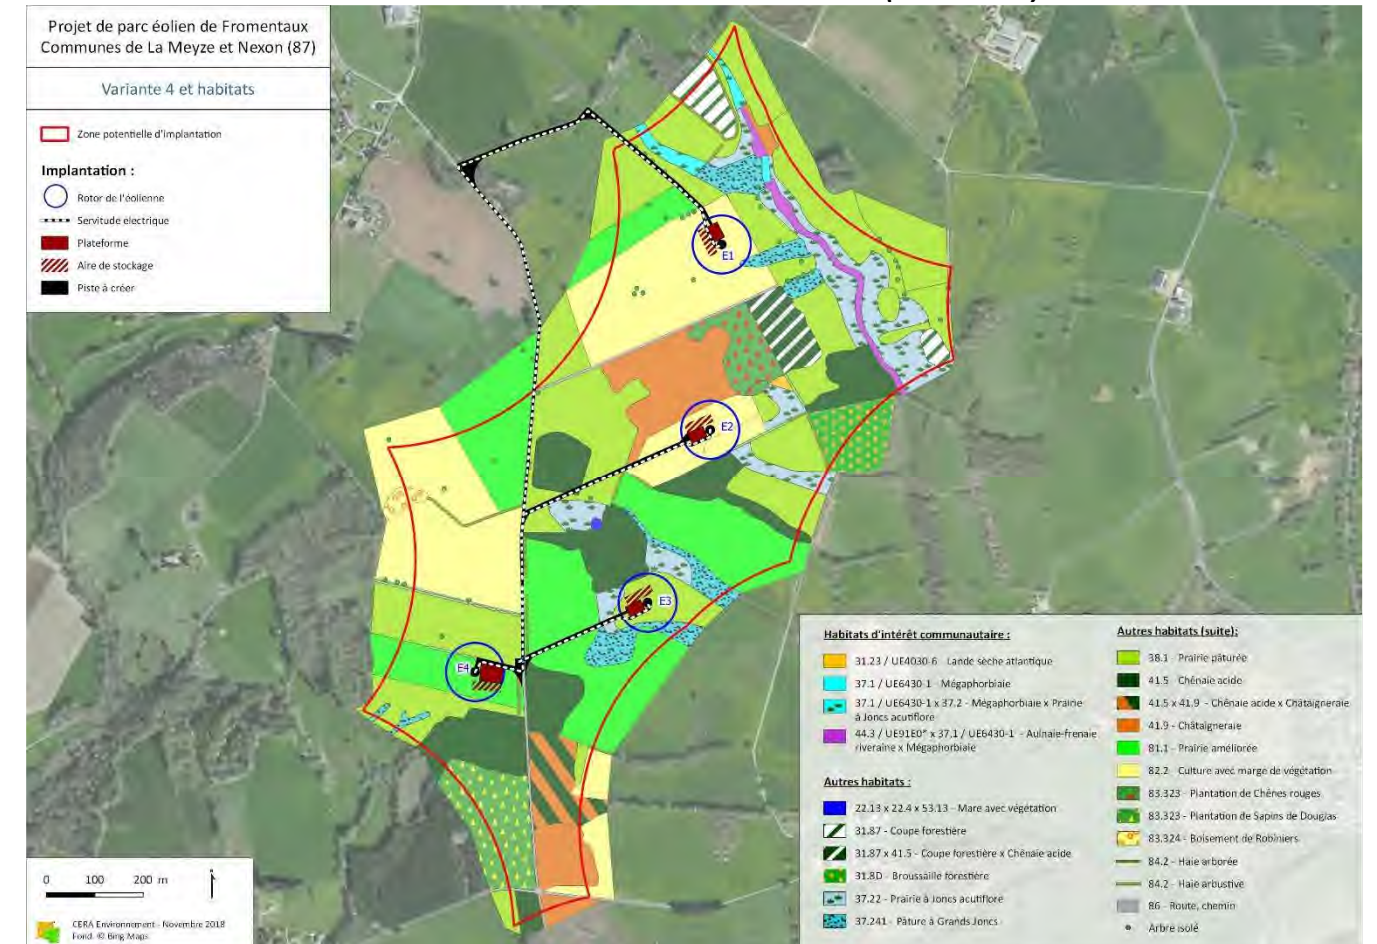 Projet de parc éolien de Fromentaux
Communes de La Meyze et Nexon (87)
Variante 4 et habitats
Zone potentielle d'implantation
Implantation :
Rotor de l'éolienne
Servitude electrique
Plateforme
Aire de stockage
Piste à créer
E1
E2
E3
E4
Habitats d'intérêt communautaire :
31.23 / UE4030-6 - Lande sèche atlantique
37.1 / UE6430-1 - Mégaphorbiaie
37.1 / UE6430-1 x 37.2 - Mégaphorbiaie x Prairie
à Joncs acutiflore
44.3 / UE91E0* x 37.1 / UE6430-1 - Aulnaie-frenaie
riveraine x Mégaphorbiaie
Autres habitats :
22.13 x 22.4 x 53.13 - Mare avec végétation
31.87 - Coupe forestière
31.87 x 41.5 - Coupe forestière x Chênaie acide
31.8D - Broussaille forestière
37.22 - Prairie à Joncs acutiflore
37.241 - Pâture à Grands Joncs
Autres habitats (suite):
38.1 - Prairie pâturée
41.5 - Chênaie acide
41.5 x 41.9 - Chênaie acide x Châtaigneraie
41.9 - Châtaigneraie
81.1 - Prairie améliorée
82.2 - Culture avec marge de végétation
83.323 - Plantation de Chênes rouges
83.323 - Plantation de Sapins de Douglas
83.324 - Boisement de Robiniers
84.2 - Haie arborée
84.2 - Haie arbustive
86 - Route, chemin
Arbre isolé
0 100 200 m
CERA Environnement - Novembre 2018
Fond: © Bing Maps